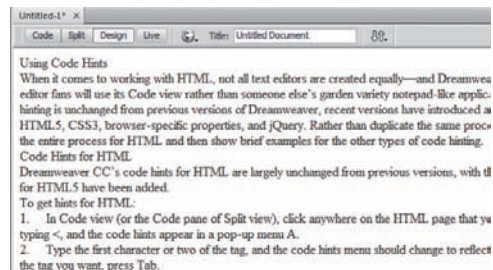 Untitled-1* ×
Code Split Design Live Title: Untitled Document
Using Code Hints
When it comes to working with HTML, not all text editors are created equally—and Dreamwea
editor fans will use its Code view rather than someone else's garden variety notepad-like applica
hinting is unchanged from previous versions of Dreamweaver, recent versions have introduced a
HTML5, CSS3, browser-specific properties, and jQuery. Rather than duplicate the same proc
the entire process for HTML and then show brief examples for the other types of code hinting.
Code Hints for HTML
Dreamweaver CC's code hints for HTML are largely unchanged from previous versions, with th
for HTML5 have been added.
To get hints for HTML:
1. In Code view (or the Code pane of Split view), click anywhere on the HTML page that yo
typing <, and the code hints appear in a pop-up menu A.
2. Type the first character or two of the tag, and the code hints menu should change to reflect
the tag you want, press Tab.